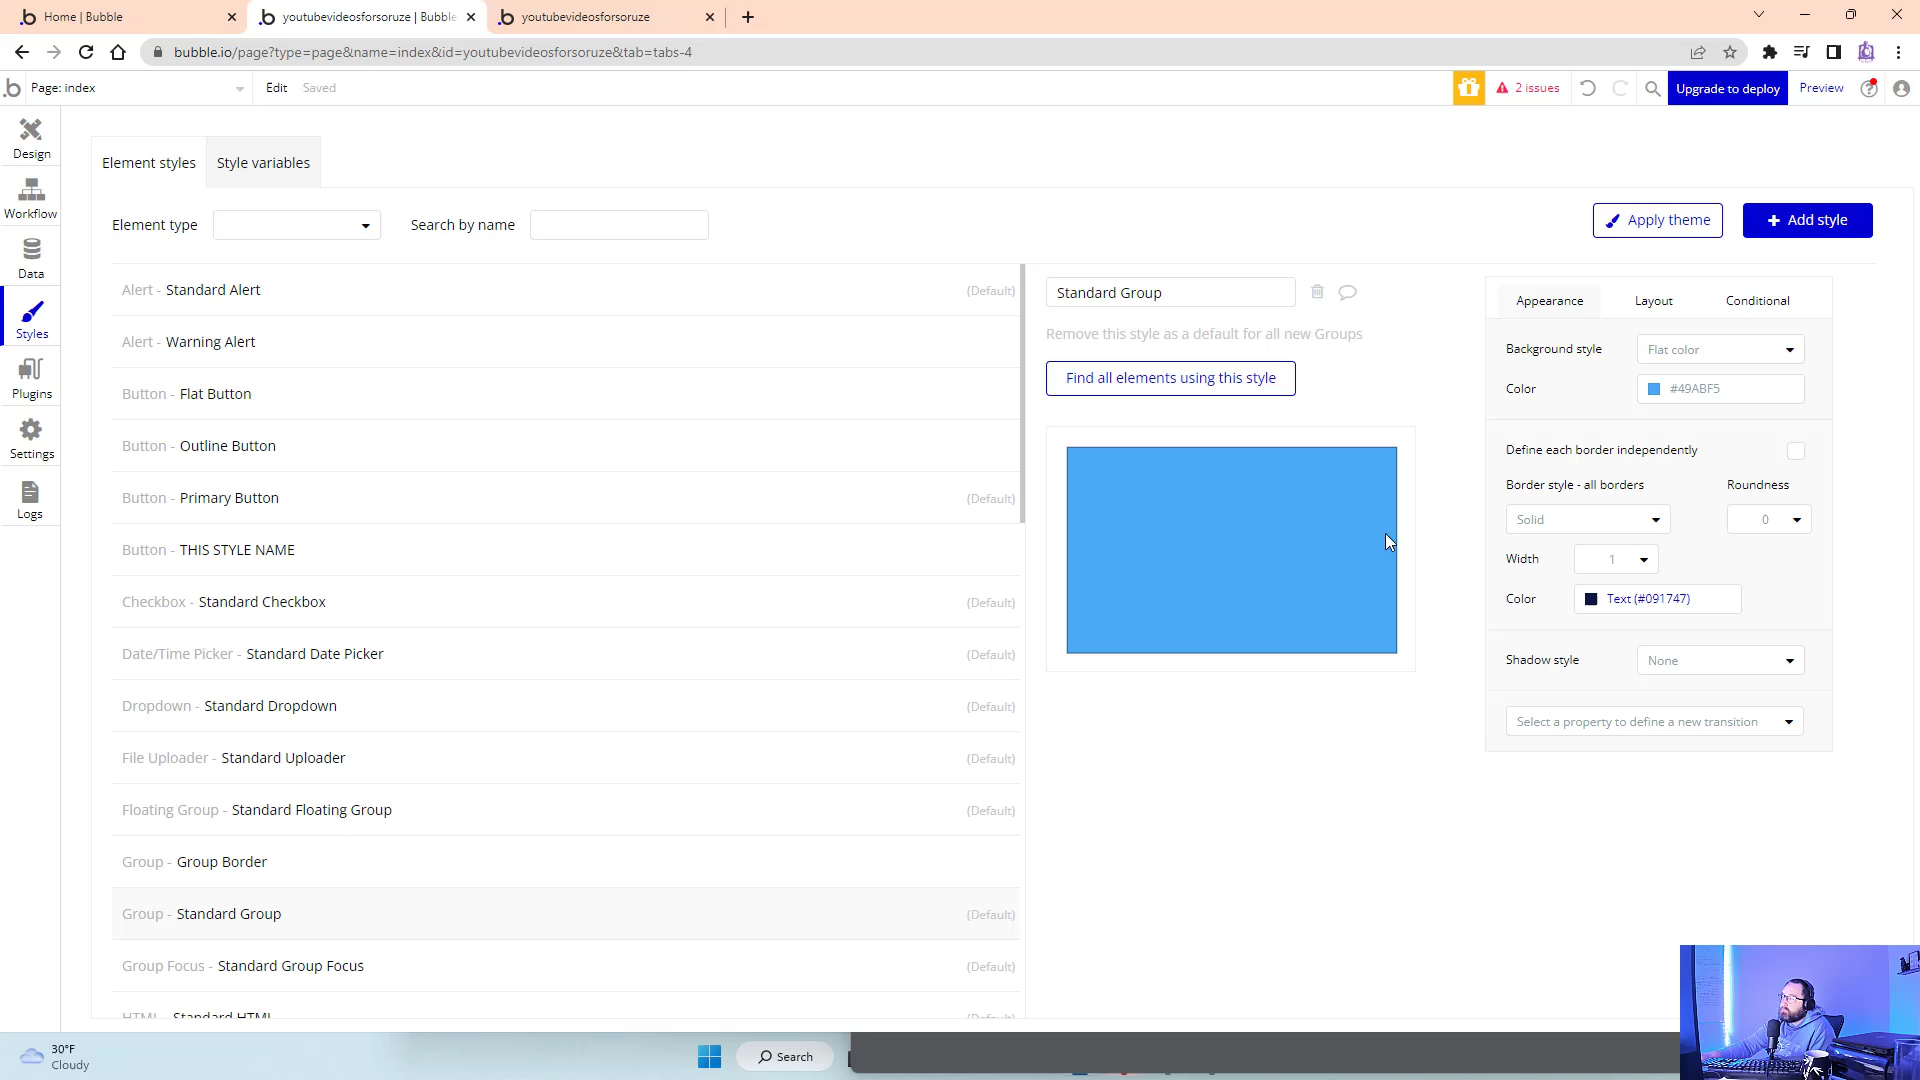 Home | Bubble
youtubevideosforsoruze | Bubble
youtubevideosforsoruze
bubble.io/page?type=page&name=index&id=youtubevideosforsoruze&tab=tabs-4
Page: index
Edit
Saved
2 issues
Upgrade to deploy
Preview
Design
Workflow
Data
Styles
Plugins
Settings
Logs
Element styles
Style variables
Element type
Search by name
Apply theme
+ Add style
Alert - Standard Alert (Default)
Alert - Warning Alert
Button - Flat Button
Button - Outline Button
Button - Primary Button (Default)
Button - THIS STYLE NAME
Checkbox - Standard Checkbox (Default)
Date/Time Picker - Standard Date Picker (Default)
Dropdown - Standard Dropdown (Default)
File Uploader - Standard Uploader (Default)
Floating Group - Standard Floating Group (Default)
Group - Group Border
Group - Standard Group (Default)
Group Focus - Standard Group Focus (Default)
HTML - Standard HTML (Default)
Standard Group
Remove this style as a default for all new Groups
Find all elements using this style
Appearance
Layout
Conditional
Background style
Flat color
Color
#49ABF5
Define each border independently
Border style - all borders
Roundness
Solid
0
Width
1
Color
Text (#091747)
Shadow style
None
Select a property to define a new transition
30°F
Cloudy
Search